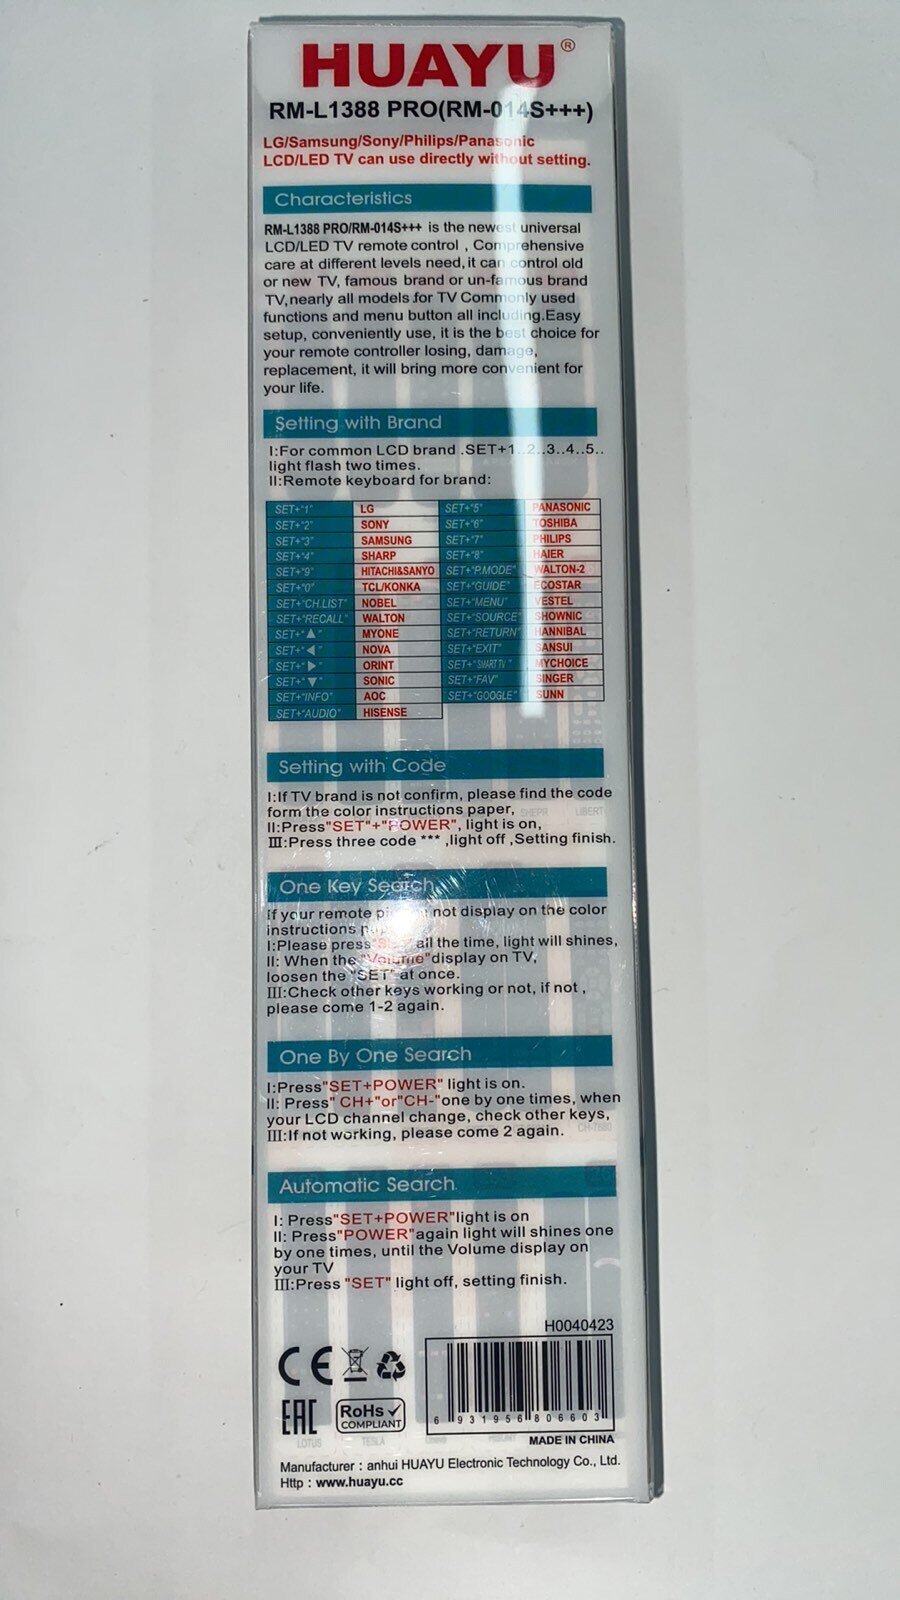 HUAYU®
RM-L1388 PRO(RM-014S+++)
LG/Samsung/Sony/Philips/Panasonic
LCD/LED TV can use directly without setting.
Characteristics
RM-L1388 PRO/RM-014S+++ is the newest universal
LCD/LED TV remote control , Comprehensive
care at different levels need,it can control old
or new TV, famous brand or un-famous brand
TV,nearly all models.for TV Commonly used
functions and menu button all including.Easy
setup, conveniently use, it is the best choice for
your remote controller losing, damage,
replacement, it will bring more convenient for
your life.
Setting with Brand
I:For common LCD brand .SET+1..2..3..4..5..
light flash two times.
II:Remote keyboard for brand:
SET+"1" LG SET+"5" PANASONIC
SET+"2" SONY SET+"6" TOSHIBA
SET+"3" SAMSUNG SET+"7" PHILIPS
SET+"4" SHARP SET+"8" HAIER
SET+"9" HITACHI&SANYO SET+"P.MODE" WALTON-2
SET+"0" TCL/KONKA SET+"GUIDE" ECOSTAR
SET+"CH.LIST" NOBEL SET+"MENU" VESTEL
SET+"RECALL" WALTON SET+"SOURCE" SHOWNIC
SET+"▲" MYONE SET+"RETURN" HANNIBAL
SET+"◀" NOVA SET+"EXIT" SANSUI
SET+"▶" ORINT SET+"SMART TV" MYCHOICE
SET+"▼" SONIC SET+"FAV" SINGER
SET+"INFO" AOC SET+"GOOGLE" SUNN
SET+"AUDIO" HISENSE
Setting with Code
I:If TV brand is not confirm, please find the code
form the color instructions paper,
II:Press"SET"+"POWER", light is on,
III:Press three code *** ,light off ,Setting finish.
One Key Search
If your remote not display on the color
instructions
I:Please press all the time, light will shines,
II: When the "Volume"display on TV,
loosen the "SET" at once.
III:Check other keys working or not, if not ,
please come 1-2 again.
One By One Search
I:Press"SET+POWER" light is on.
II: Press" CH+"or"CH-"one by one times, when
your LCD channel change, check other keys,
III:If not working, please come 2 again.
Automatic Search
I: Press"SET+POWER"light is on
II: Press"POWER"again light will shines one
by one times, until the Volume display on
your TV
III:Press "SET" light off, setting finish.
H0040423
CE
EAC
RoHS
COMPLIANT
6 931956 806603
MADE IN CHINA
Manufacturer : anhui HUAYU Electronic Technology Co., Ltd.
Http : www.huayu.cc